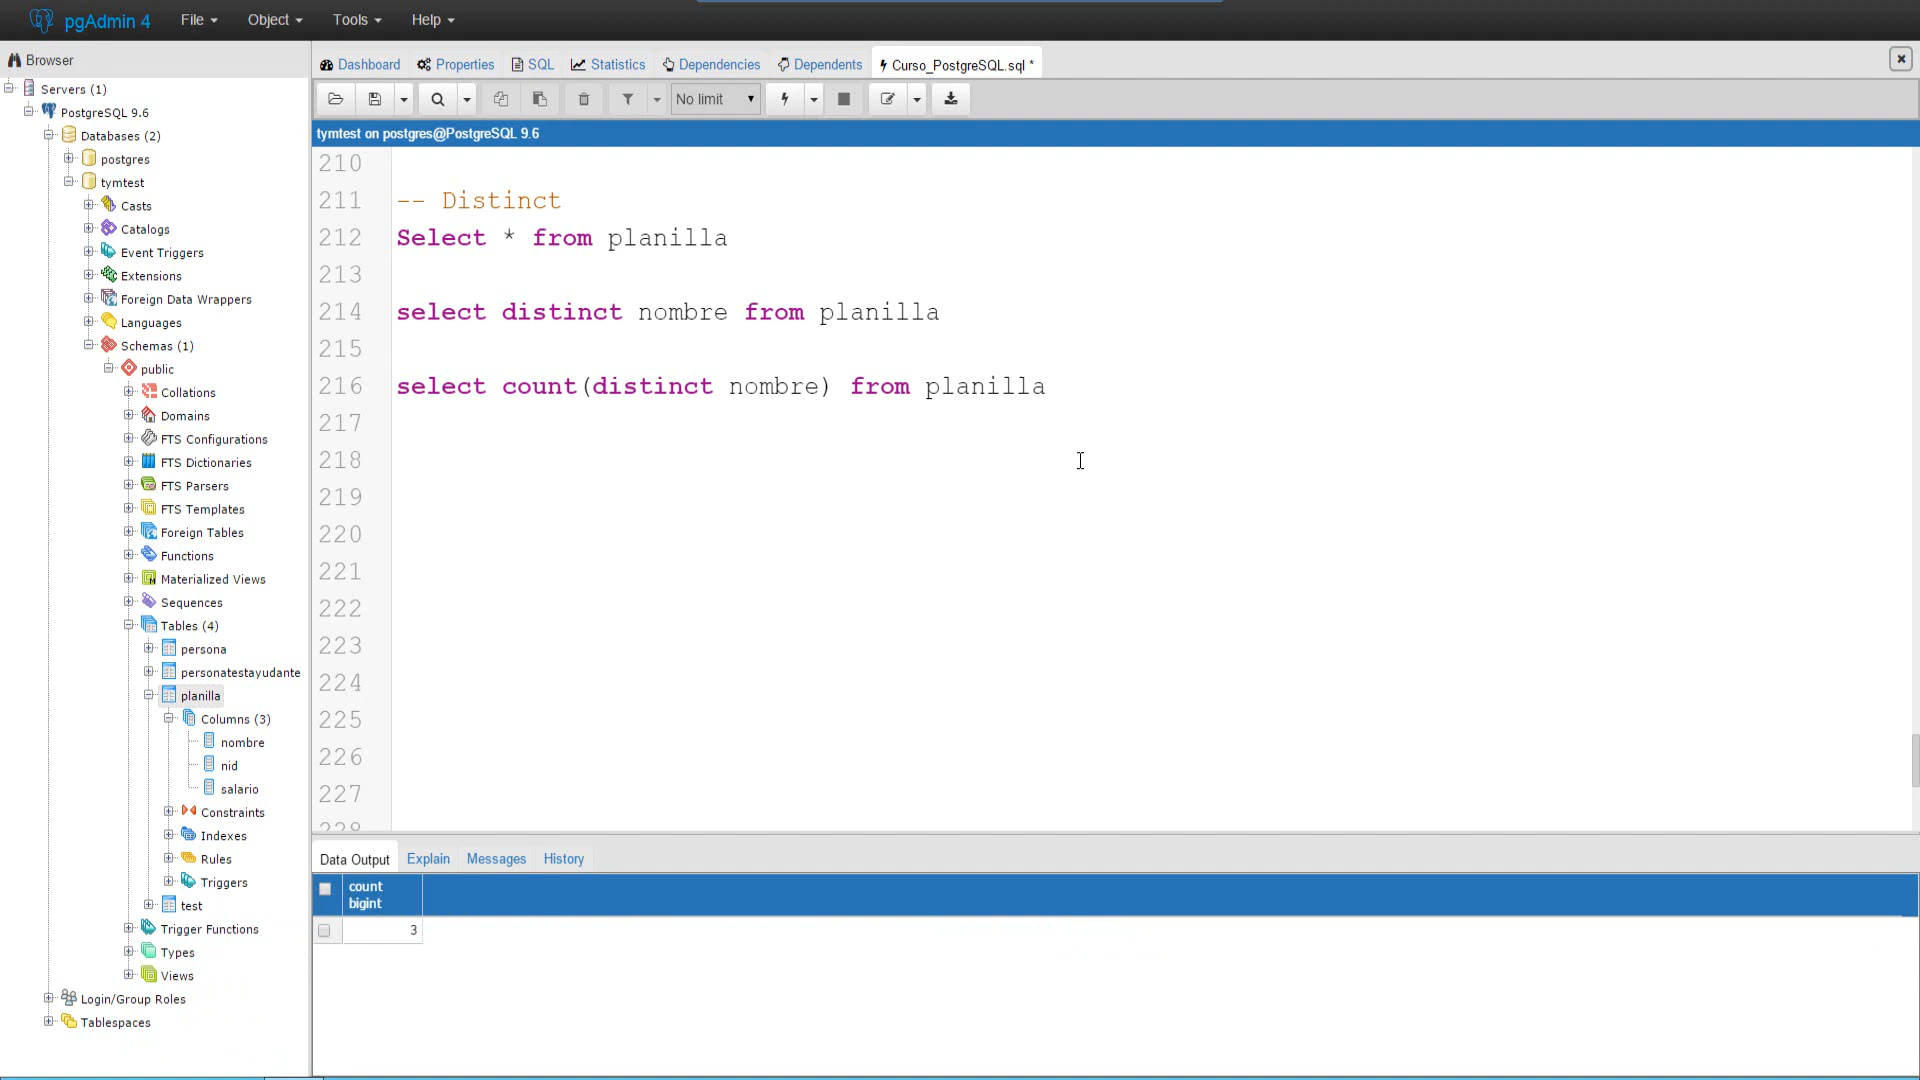 pgAdmin 4 File Object Tools Help
Browser
Dashboard Properties SQL Statistics Dependencies Dependents Curso_PostgreSQL.sql *
No limit
tymtest on postgres@PostgreSQL 9.6
Servers (1)
PostgreSQL 9.6
Databases (2)
postgres
tymtest
Casts
Catalogs
Event Triggers
Extensions
Foreign Data Wrappers
Languages
Schemas (1)
public
Collations
Domains
FTS Configurations
FTS Dictionaries
FTS Parsers
FTS Templates
Foreign Tables
Functions
Materialized Views
Sequences
Tables (4)
persona
personatestayudante
planilla
Columns (3)
nombre
nid
salario
Constraints
Indexes
Rules
Triggers
test
Trigger Functions
Types
Views
Login/Group Roles
Tablespaces
210
211 -- Distinct
212 Select * from planilla
213
214 select distinct nombre from planilla
215
216 select count(distinct nombre) from planilla
217
218
219
220
221
222
223
224
225
226
227
228
Data Output Explain Messages History
count
bigint
3